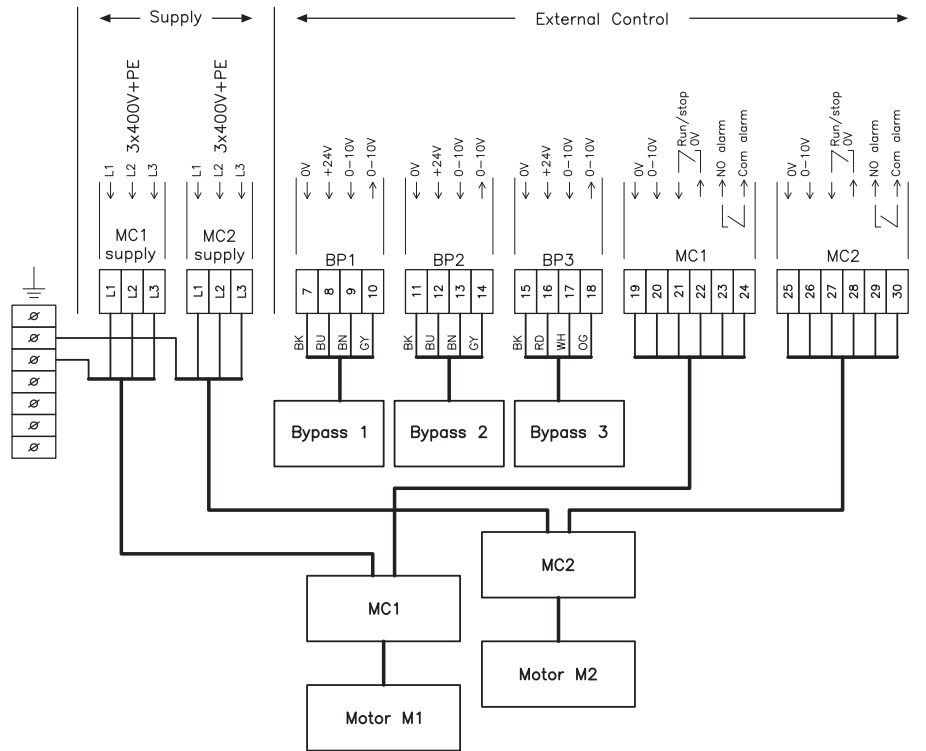 Supply
External Control
3x400V+PE
3x400V+PE
L1
L2
L3
L1
L2
L3
0V
+24V
0-10V
0-10V
0V
+24V
0-10V
0-10V
0V
+24V
0-10V
0-10V
0V
0-10V
Run/stop
0V
NO alarm
Com alarm
0V
0-10V
Run/stop
0V
NO alarm
Com alarm
MC1 supply
MC2 supply
BP1
BP2
BP3
MC1
MC2
L1
L2
L3
L1
L2
L3
7
8
9
10
11
12
13
14
15
16
17
18
19
20
21
22
23
24
25
26
27
28
29
30
BK
BU
BN
GY
BK
BU
BN
GY
BK
RD
WH
OG
Bypass 1
Bypass 2
Bypass 3
MC2
MC1
Motor M2
Motor M1